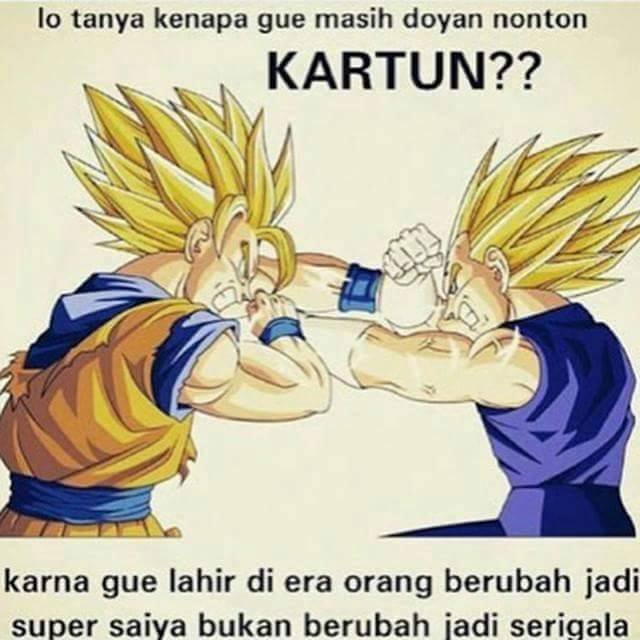 lo tanya kenapa gue masih doyan nonton
KARTUN??
karna gue lahir di era orang berubah jadi
super saiya bukan berubah jadi serigala